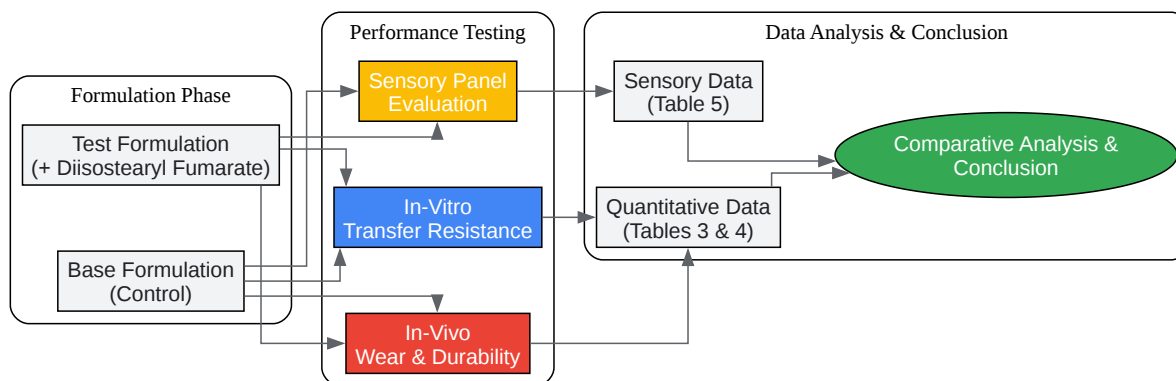 Formulation Phase
Test Formulation
(+ Diisostearyl Fumarate)
Base Formulation
(Control)
Performance Testing
Sensory Panel
Evaluation
In-Vitro
Transfer Resistance
In-Vivo
Wear & Durability
Data Analysis & Conclusion
Sensory Data
(Table 5)
Quantitative Data
(Tables 3 & 4)
Comparative Analysis &
Conclusion